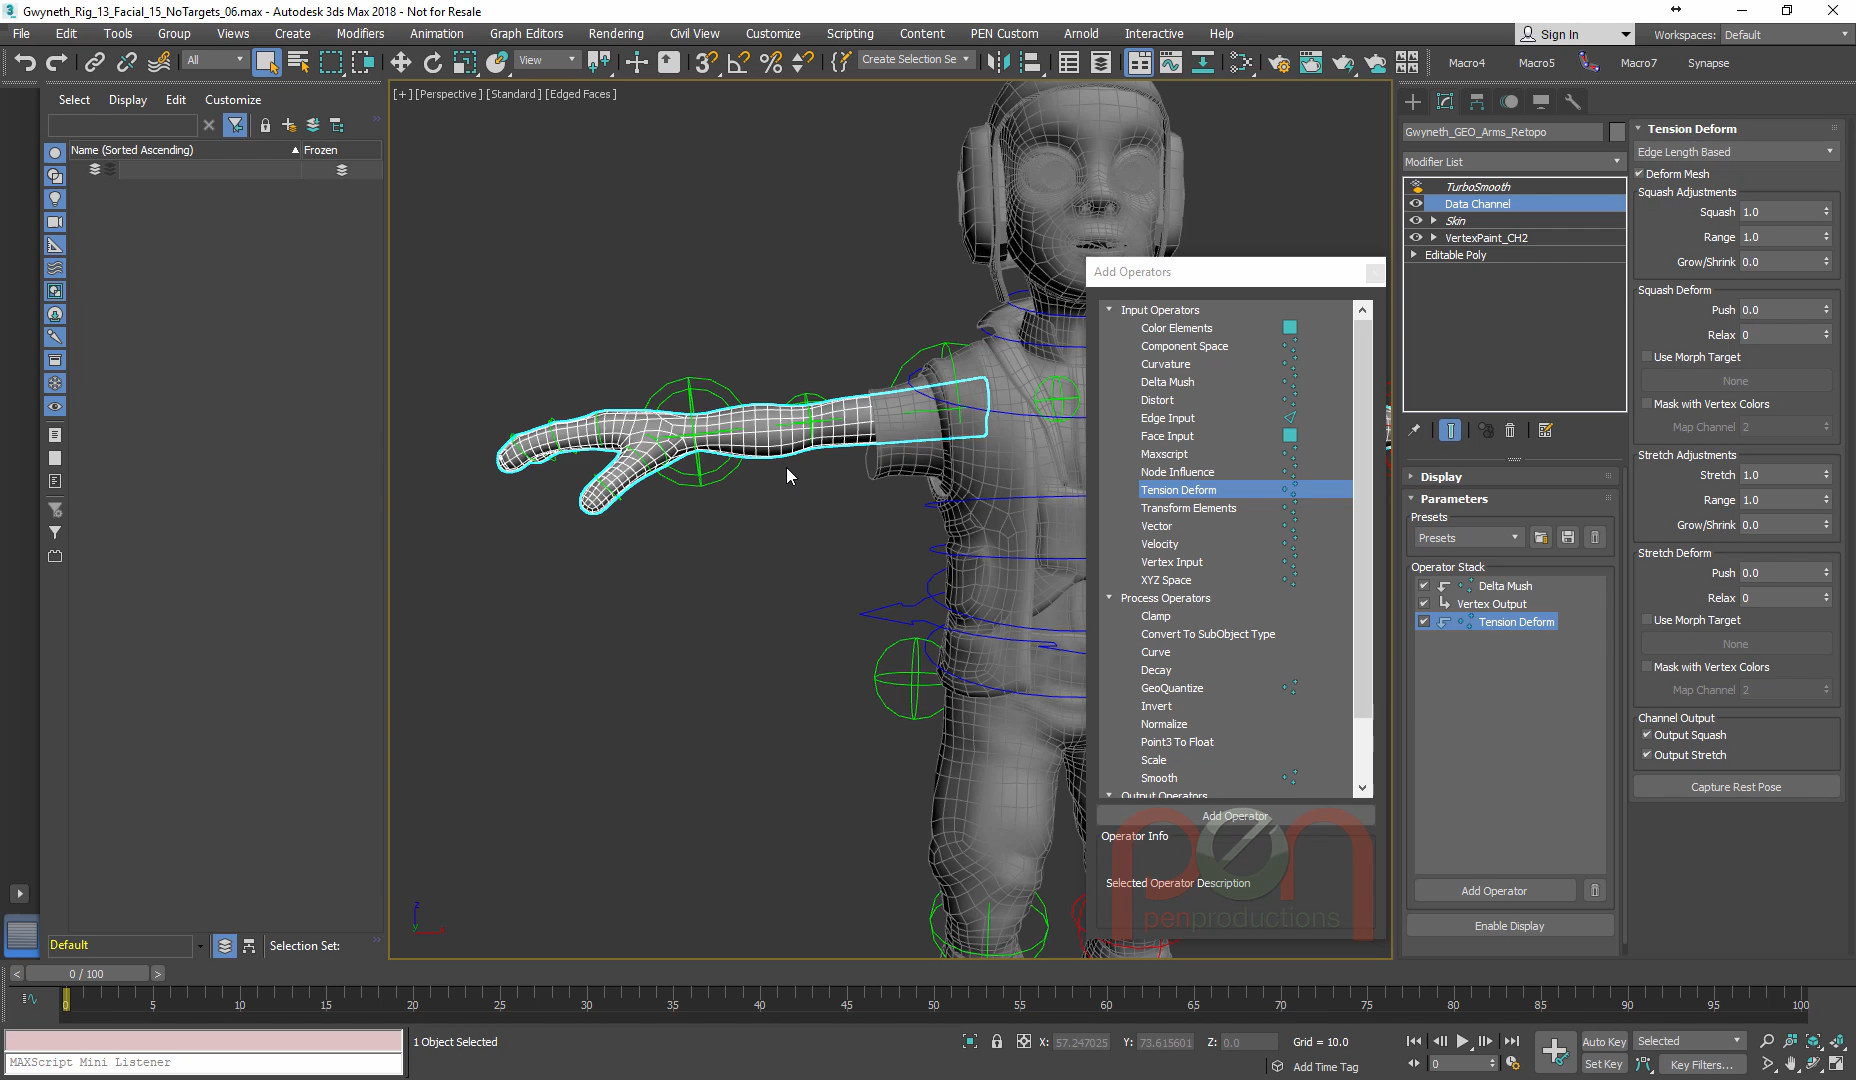 Gwyneth_Rig_13_Facial_15_NoTargets_06.max - Autodesk 3ds Max 2018 - Not for Resale
File Edit Tools Group Views Create Modifiers Animation Graph Editors Rendering Civil View Customize Scripting Content PEN Custom Arnold Interactive Help Sign In Workspaces: Default
All View Create Selection Se Macro4 Macro5 Macro7 Synapse
Select Display Edit Customize
Name (Sorted Ascending) Frozen
Default Selection Set:
[+] [Perspective ] [Standard ] [Edged Faces ]
z
Add Operators
Input Operators
Color Elements
Component Space
Curvature
Delta Mush
Distort
Edge Input
Face Input
Maxscript
Node Influence
Tension Deform
Transform Elements
Vector
Velocity
Vertex Input
XYZ Space
Process Operators
Clamp
Convert To SubObject Type
Curve
Decay
GeoQuantize
Invert
Normalize
Point3 To Float
Scale
Smooth
Output Operators
Add Operator
Operator Info
Selected Operator Description
pen
penproductions
Gwyneth_GEO_Arms_Retopo
Modifier List
TurboSmooth
Data Channel
Skin
VertexPaint_CH2
Editable Poly
Display
Parameters
Presets
Presets
Operator Stack
Delta Mush
Vertex Output
Tension Deform
Add Operator
Enable Display
Tension Deform
Edge Length Based
Deform Mesh
Squash Adjustments
Squash 1.0
Range 1.0
Grow/Shrink 0.0
Squash Deform
Push 0.0
Relax 0
Use Morph Target
None
Mask with Vertex Colors
Map Channel 2
Stretch Adjustments
Stretch 1.0
Range 1.0
Grow/Shrink 0.0
Stretch Deform
Push 0.0
Relax 0
Use Morph Target
None
Mask with Vertex Colors
Map Channel 2
Channel Output
Output Squash
Output Stretch
Capture Rest Pose
< 0 / 100 >
0 5 10 15 20 25 30 35 40 45 50 55 60 65 70 75 80 85 90 95 100
MAXScript Mini Listener
1 Object Selected
X: 57.247025 Y: 73.615601 Z: 0.0 Grid = 10.0
Add Time Tag
0
Auto Key Selected
Set Key Key Filters...